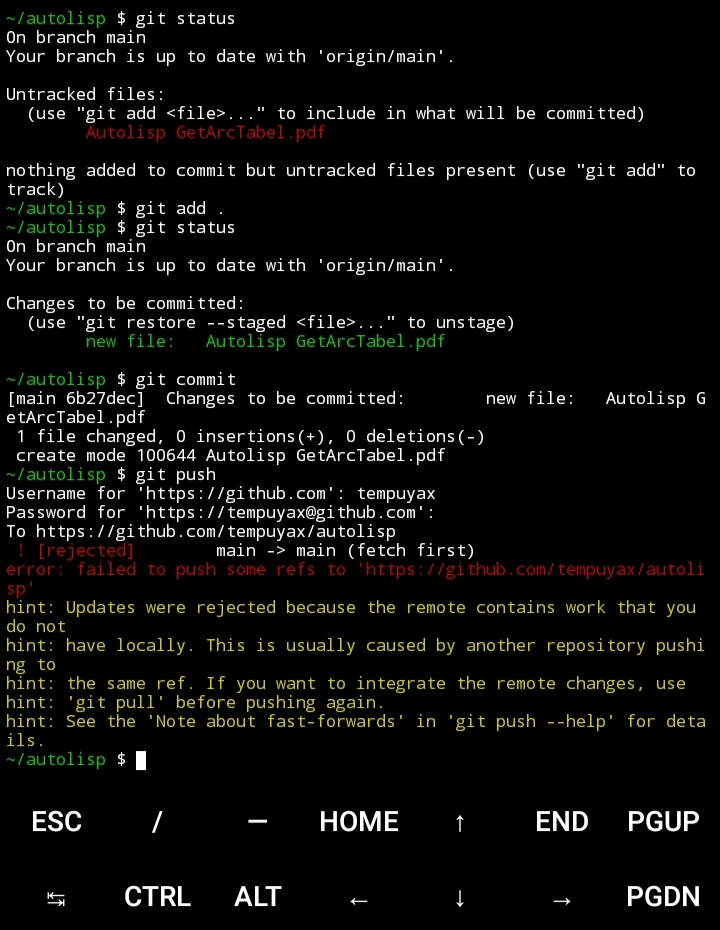 ~/autolisp $ git status
On branch main
Your branch is up to date with 'origin/main'.
Untracked files:
  (use "git add <file>..." to include in what will be committed)
        Autolisp GetArcTabel.pdf
nothing added to commit but untracked files present (use "git add" to
track)
~/autolisp $ git add .
~/autolisp $ git status
On branch main
Your branch is up to date with 'origin/main'.
Changes to be committed:
  (use "git restore --staged <file>..." to unstage)
        new file:   Autolisp GetArcTabel.pdf
~/autolisp $ git commit
[main 6b27dec]  Changes to be committed:        new file:   Autolisp G
etArcTabel.pdf
 1 file changed, 0 insertions(+), 0 deletions(-)
 create mode 100644 Autolisp GetArcTabel.pdf
~/autolisp $ git push
Username for 'https://github.com': tempuyax
Password for 'https://tempuyax@github.com':
To https://github.com/tempuyax/autolisp
 ! [rejected]        main -> main (fetch first)
error: failed to push some refs to 'https://github.com/tempuyax/autoli
sp'
hint: Updates were rejected because the remote contains work that you
do not
hint: have locally. This is usually caused by another repository pushi
ng to
hint: the same ref. If you want to integrate the remote changes, use
hint: 'git pull' before pushing again.
hint: See the 'Note about fast-forwards' in 'git push --help' for deta
ils.
~/autolisp $
ESC / — HOME ↑ END PGUP
↹ CTRL ALT ← ↓ → PGDN